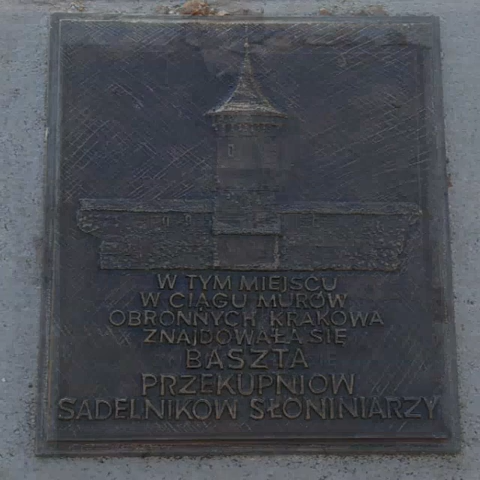 W TYM MIEJSCU
W CIĄGU MURÓW
OBRONNYCH KRAKOWA
ZNAJDOWAŁA SIĘ
BASZTA
PRZEKUPNIÓW
SADELNIKÓW SŁONINIARZY